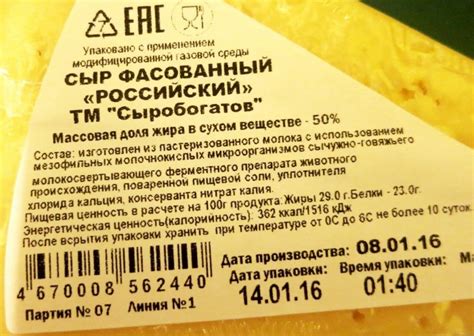 EAC
Упаковано с применением
модифицированной газовой среды
СЫР ФАСОВАННЫЙ
«РОССИЙСКИЙ»
ТМ "Сыробогатов"
Массовая доля жира в сухом веществе - 50%
Состав: изготовлен из пастеризованного молока с использованием
мезофильных молочнокислых микроорганизмов сычужно-говяжьего
молокосвертывающего ферментного препарата животного
происхождения, поваренной пищевой соли, уплотнителя
хлорида кальция, консерванта нитрат калия.
Пищевая ценность в расчете на 100г продукта:Жиры 29.0 г.Белки - 23.0г.
Энергетическая ценность(калорийность): 362 ккал/1516 кДж
После вскрытия упаковки хранить при температуре от 0С до 6С не более 10 суток.
Дата производства: 08.01.16
Дата упаковки: Время упаковки:
14.01.16 01:40
4 670008 562440
Партия № 07 Линия №1